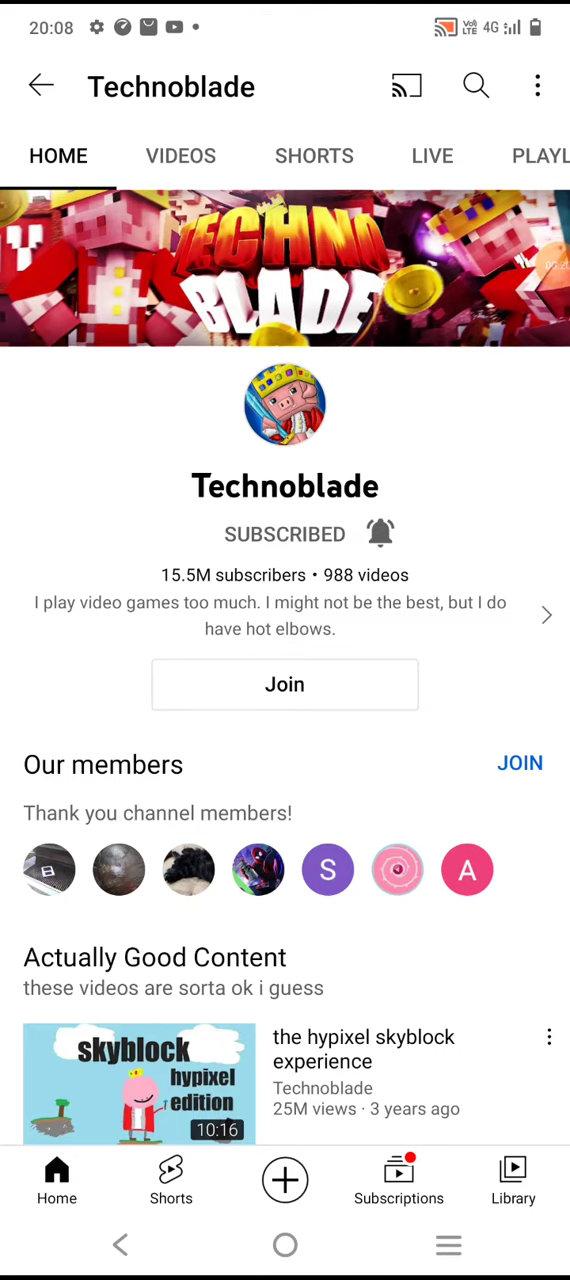 20:08
VoI) LTE 4G
Technoblade
HOME VIDEOS SHORTS LIVE PLAYL
TECHNO
BLADE
Technoblade
SUBSCRIBED
15.5M subscribers • 988 videos
I play video games too much. I might not be the best, but I do
have hot elbows.
Join
Our members JOIN
Thank you channel members!
S A
Actually Good Content
these videos are sorta ok i guess
skyblock
hypixel
edition
10:16
the hypixel skyblock
experience
Technoblade
25M views · 3 years ago
Home Shorts Subscriptions Library